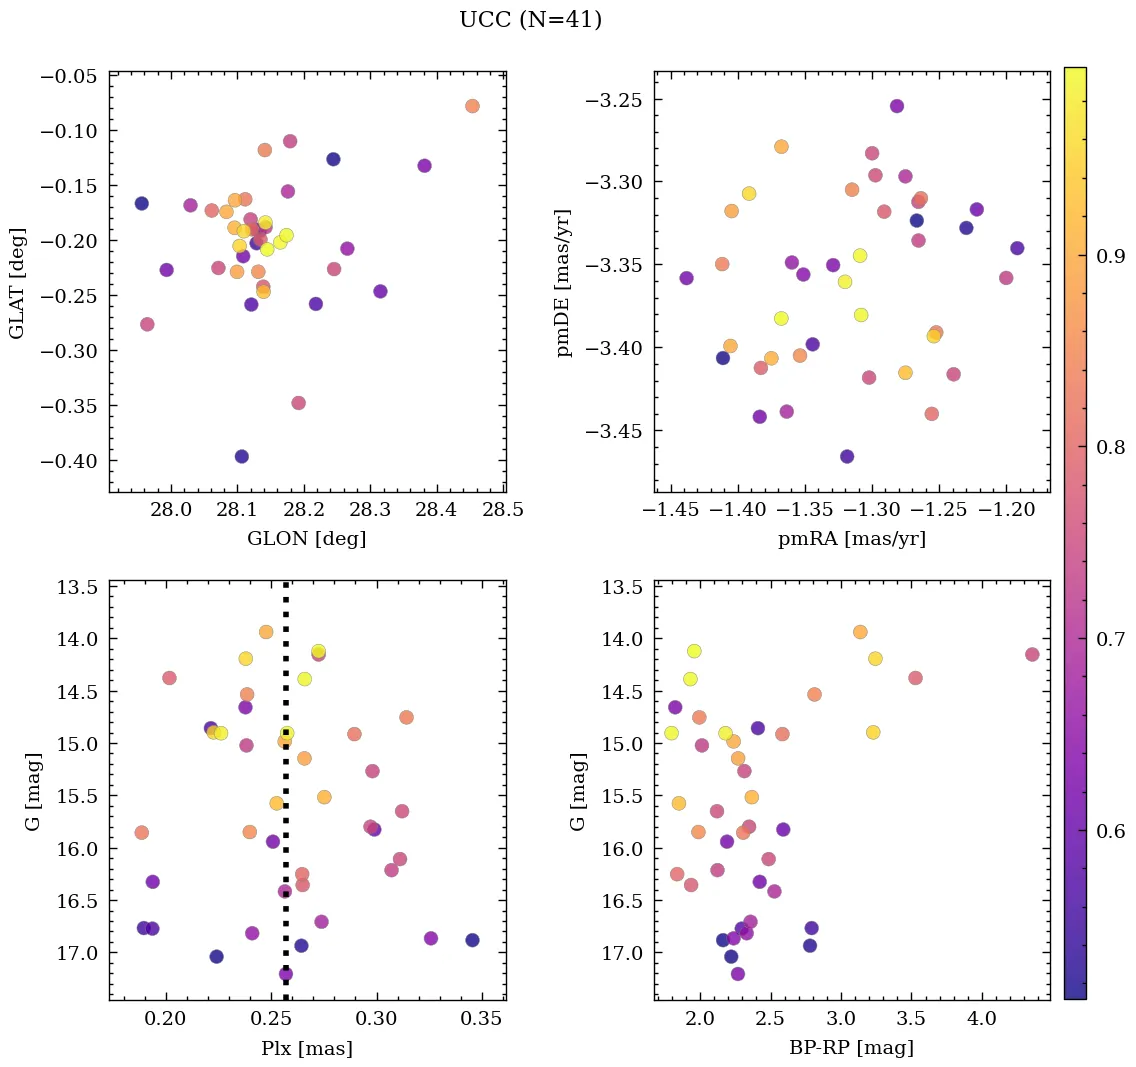 UCC (N=41)
−0.05
−0.10
−0.15
−0.20
−0.25
−0.30
−0.35
−0.40
GLAT [deg]
28.0 28.1 28.2 28.3 28.4 28.5
GLON [deg]
−3.25
−3.30
−3.35
−3.40
−3.45
pmDE [mas/yr]
−1.45 −1.40 −1.35 −1.30 −1.25 −1.20
pmRA [mas/yr]
13.5
14.0
14.5
15.0
15.5
16.0
16.5
17.0
G [mag]
0.20 0.25 0.30 0.35
Plx [mas]
13.5
14.0
14.5
15.0
15.5
16.0
16.5
17.0
G [mag]
2.0 2.5 3.0 3.5 4.0
BP-RP [mag]
0.9
0.8
0.7
0.6